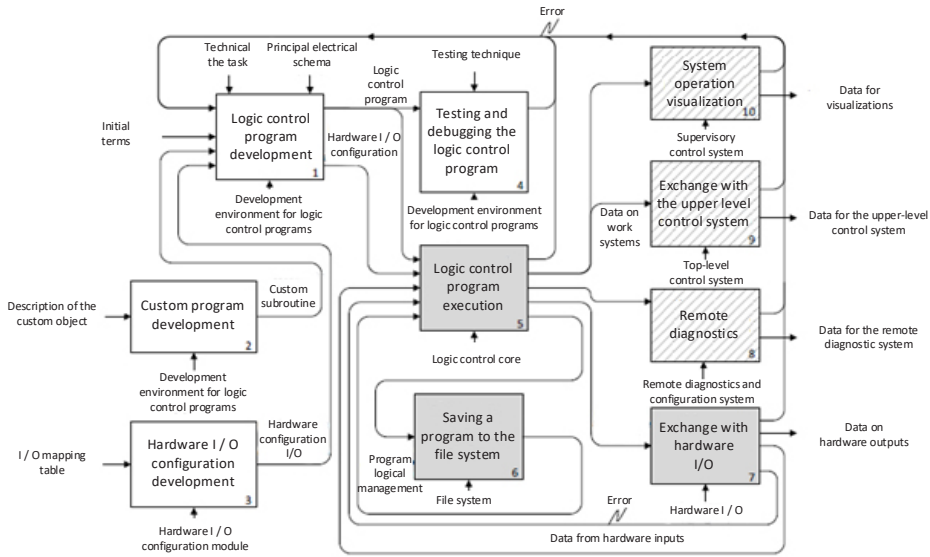 Error
Technical
the task
Principal electrical
schema
Logic
control
program
Testing technique
Initial
terms
Logic control
program
development
1
Hardware I / O
configuration
Development
environment for logic
control programs
Testing and
debugging the
logic control
program
4
Development environment
for logic control programs
System
operation
visualization
10
Data for
visualizations
Supervisory
control system
Exchange with
the upper level
control system
9
Data for the upper-level
control system
Data on
work
systems
Top-level
control system
Description of the
custom object
Custom program
development
2
Custom
subroutine
Development
environment for logic
control programs
Logic control
program
execution
5
Logic control core
Remote
diagnostics
8
Data for the remote
diagnostic system
Remote diagnostics and
configuration system
I / O mapping
table
Hardware I / O
configuration
development
3
Hardware
configuration
I/O
Hardware I / O
configuration module
Saving a
program to the
file system
6
Program,
logical
management
File system
Exchange with
hardware
I/O
7
Data on
hardware outputs
Hardware I / O
Error
Data from hardware inputs